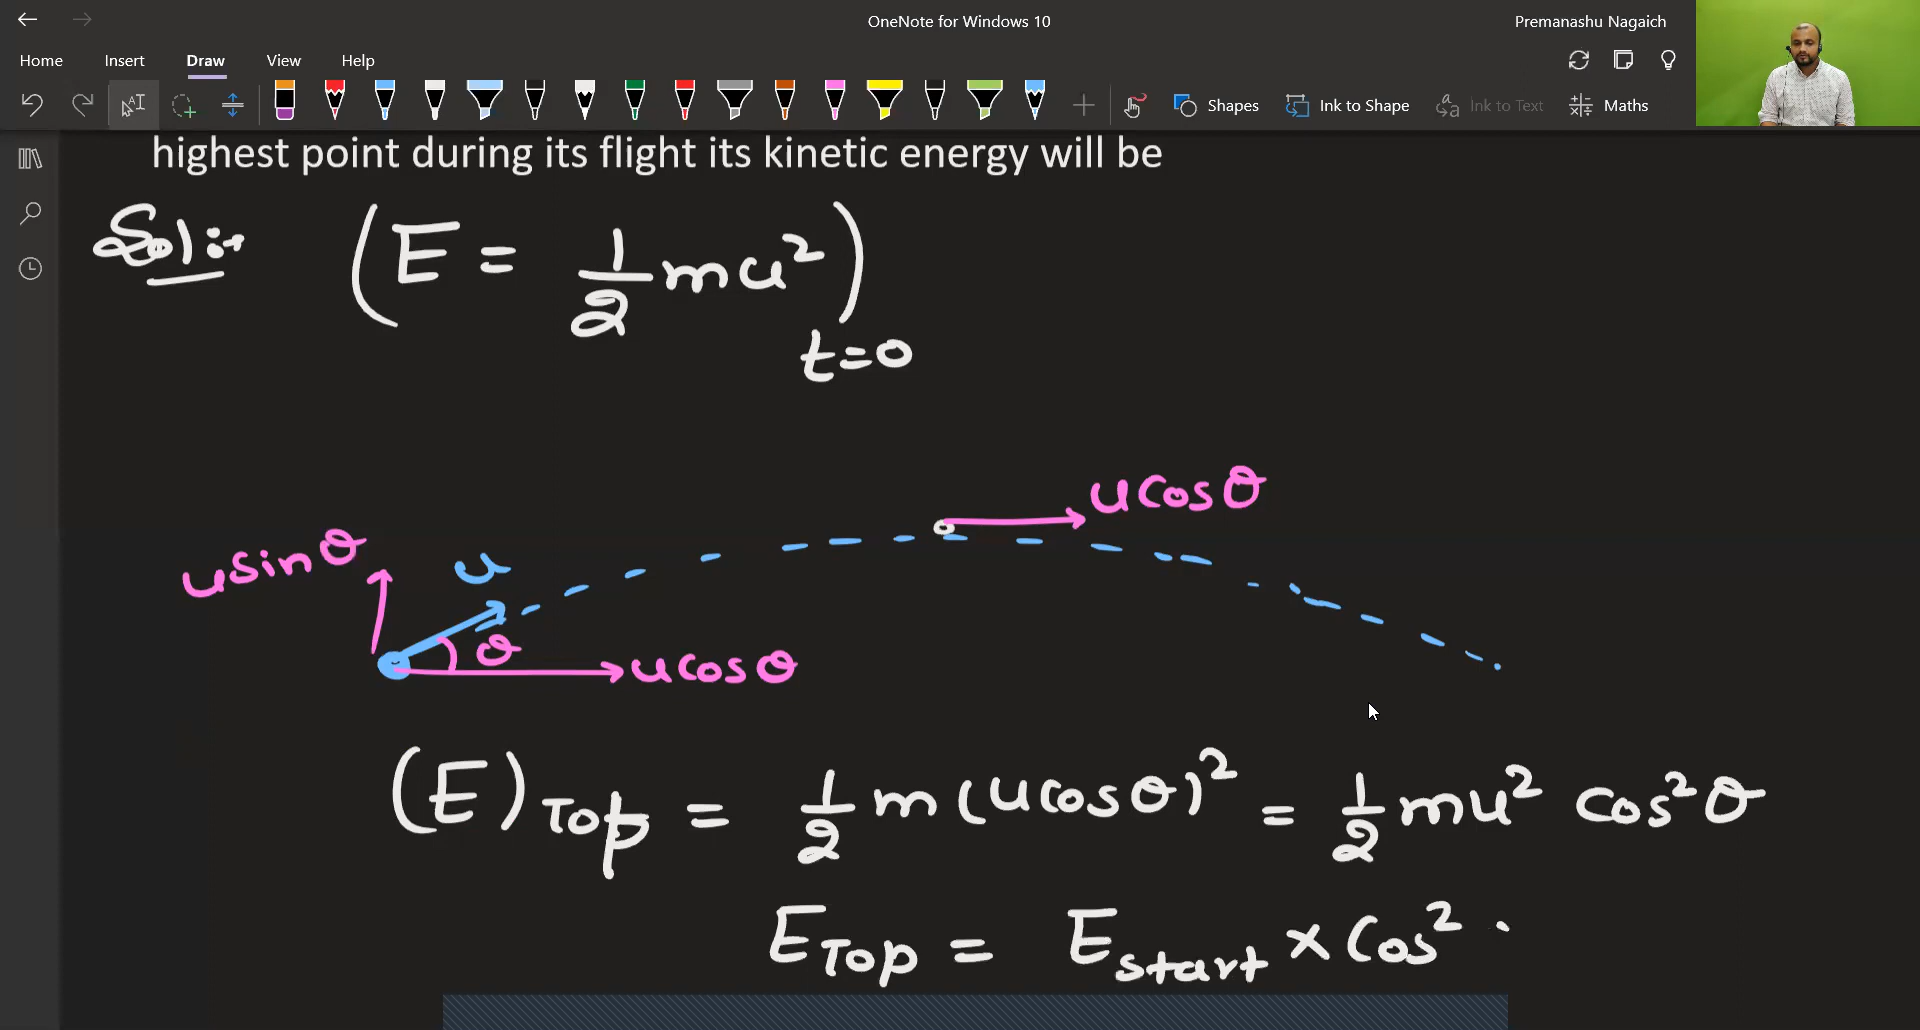 OneNote for Windows 10
Premanashu Nagaich
Home Insert Draw View Help
Shapes Ink to Shape Ink to Text Maths
highest point during its flight its kinetic energy will be
Sol:- (E = 1/2 mu²) t=0
u cosθ
u sinθ
u
θ
u cosθ
(E)Top = 1/2 m (u cosθ)² = 1/2 mu² cos²θ
ETop = Estart × Cos²